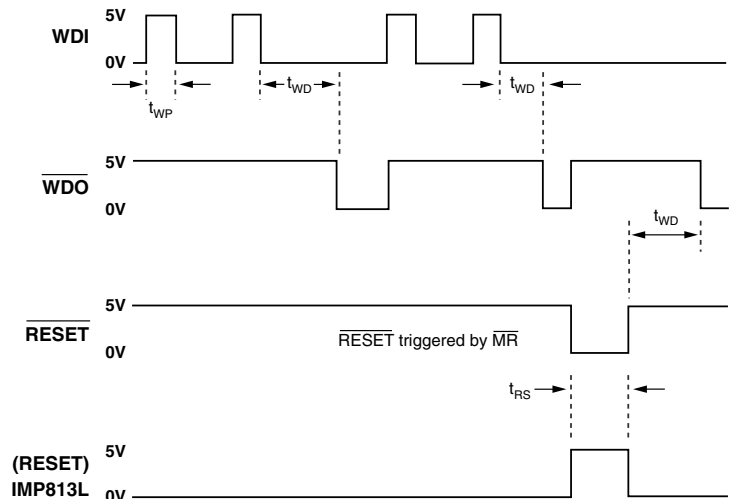 5V
WDI
0V
tWP
tWD
tWD
5V
WDO
0V
tWD
5V
RESET
0V
RESET triggered by MR
tRS
5V
(RESET)
IMP813L
0V